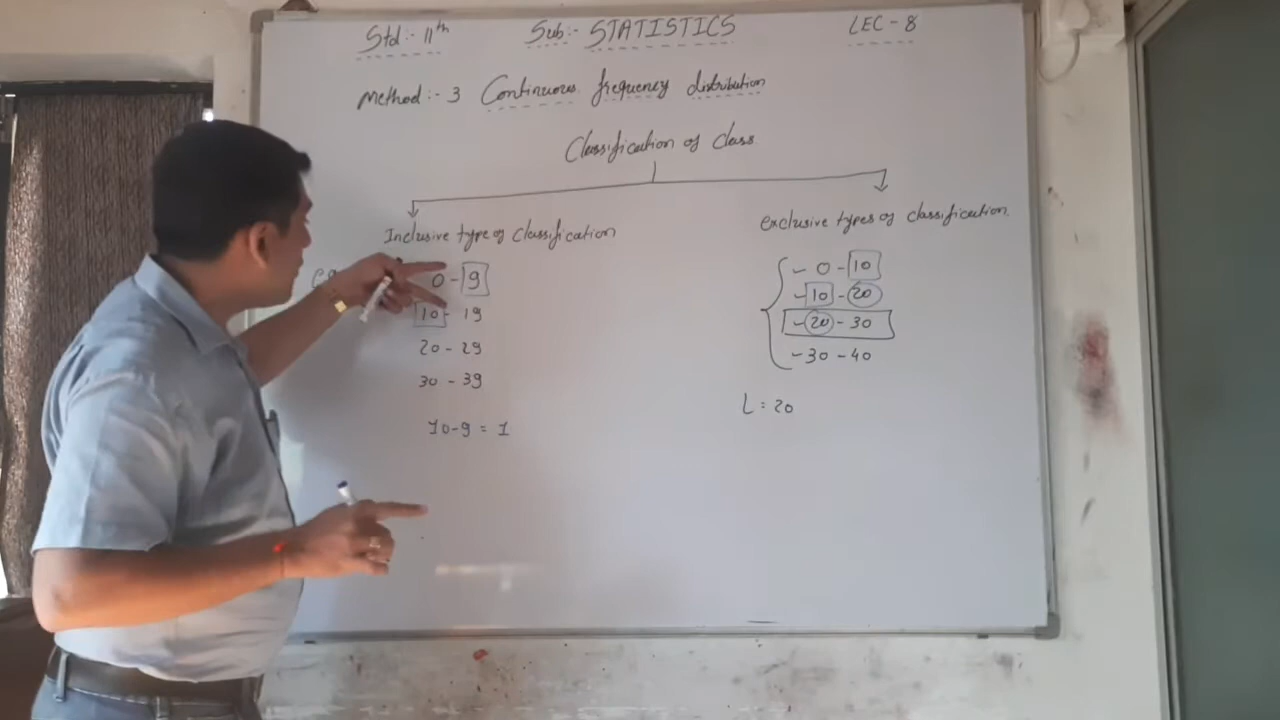 Std:- 11th Sub:- STATISTICS LEC - 8
Method:- 3 Continuous frequency distribution
Classification of class
Inclusive type of classification
exclusive types of classification
eg
0 - 9
10 - 19
20 - 29
30 - 39
10-9 = 1
- 0 - 10
- 10 - 20
- 20 - 30
- 30 - 40
L = 20